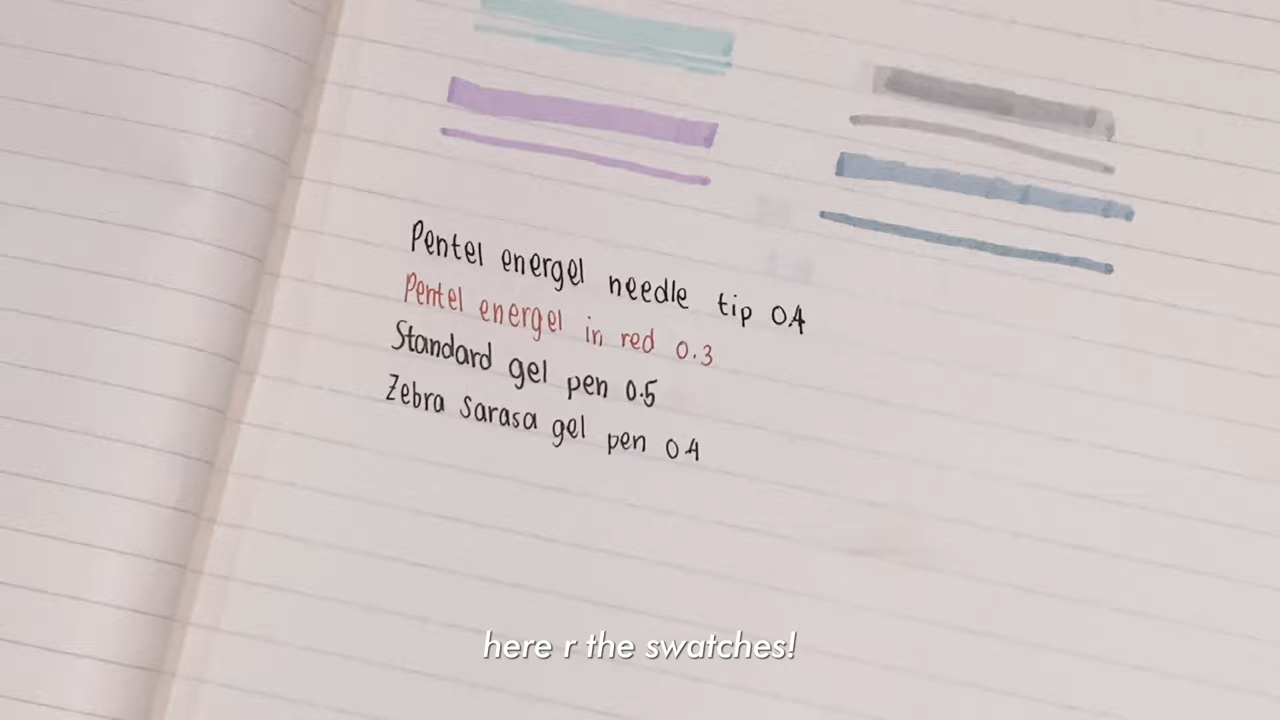 Pentel energel needle tip 0.4
Pentel energel in red 0.3
Standard gel pen 0.5
Zebra Sarasa gel pen 0.4
here r the swatches!